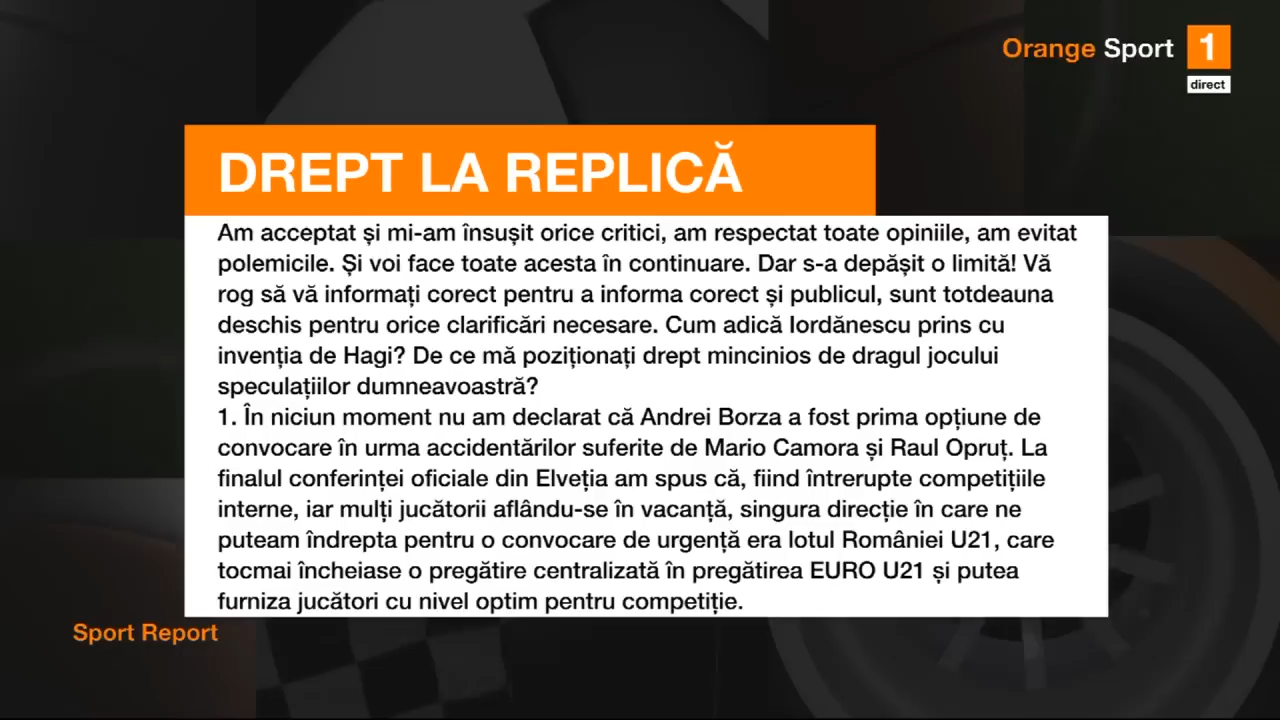 Orange Sport 1
direct
DREPT LA REPLICĂ
Am acceptat și mi-am însușit orice critici, am respectat toate opiniile, am evitat
polemicile. Și voi face toate acesta în continuare. Dar s-a depășit o limită! Vă
rog să vă informați corect pentru a informa corect și publicul, sunt totdeauna
deschis pentru orice clarificări necesare. Cum adică Iordănescu prins cu
invenția de Hagi? De ce mă poziționați drept mincinios de dragul jocului
speculațiilor dumneavoastră?
1. În niciun moment nu am declarat că Andrei Borza a fost prima opțiune de
convocare în urma accidentărilor suferite de Mario Camora și Raul Opruț. La
finalul conferinței oficiale din Elveția am spus că, fiind întrerupte competițiile
interne, iar mulți jucătorii aflându-se în vacanță, singura direcție în care ne
puteam îndrepta pentru o convocare de urgență era lotul României U21, care
tocmai încheiase o pregătire centralizată în pregătirea EURO U21 și putea
furniza jucători cu nivel optim pentru competiție.
Sport Report